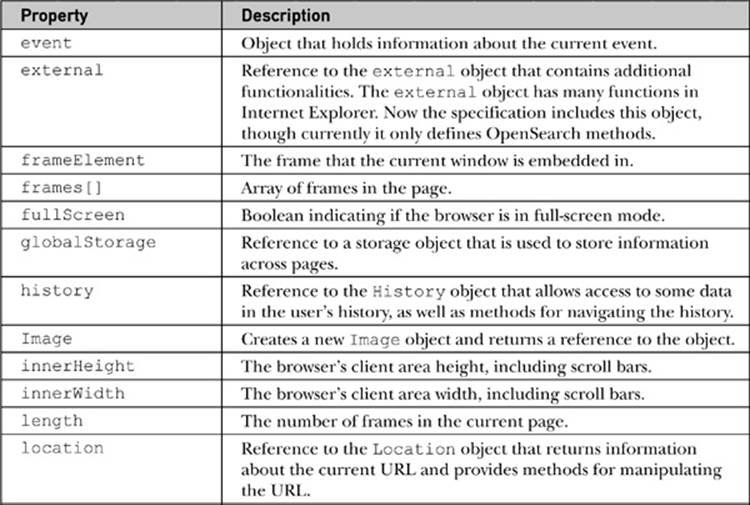 Property Description
event Object that holds information about the current event.
external Reference to the external object that contains additional
functionalities. The external object has many functions in
Internet Explorer. Now the specification includes this object,
though currently it only defines OpenSearch methods.
frameElement The frame that the current window is embedded in.
frames[] Array of frames in the page.
fullScreen Boolean indicating if the browser is in full-screen mode.
globalStorage Reference to a storage object that is used to store information
across pages.
history Reference to the History object that allows access to some data
in the user's history, as well as methods for navigating the history.
Image Creates a new Image object and returns a reference to the object.
innerHeight The browser's client area height, including scroll bars.
innerWidth The browser's client area width, including scroll bars.
length The number of frames in the current page.
location Reference to the Location object that returns information
about the current URL and provides methods for manipulating
the URL.